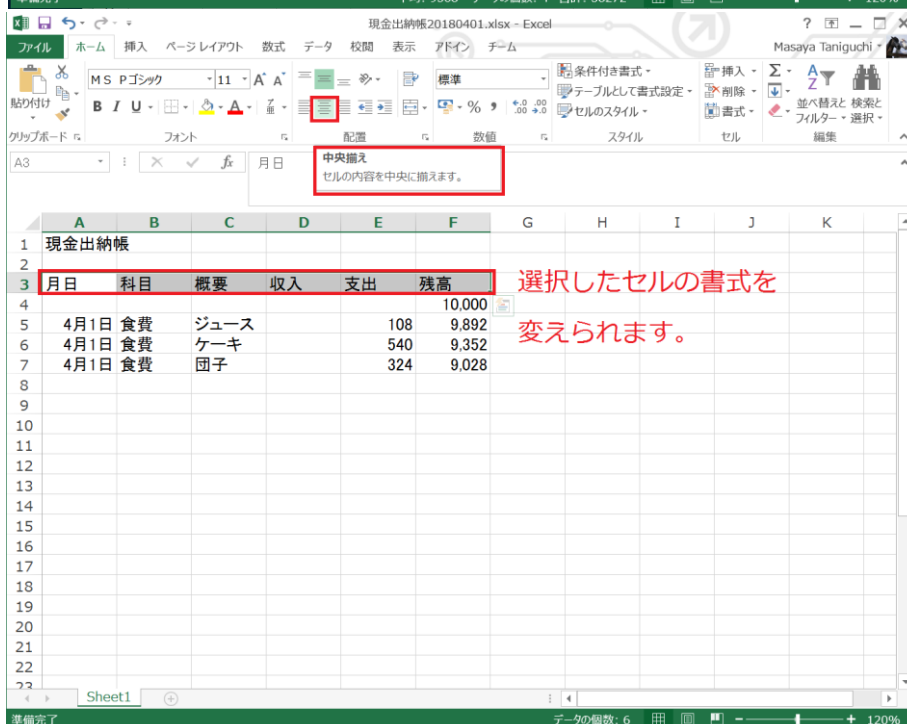 現金出納帳20180401.xlsx - Excel
ファイル ホーム 挿入 ページ レイアウト 数式 データ 校閲 表示 アドイン チーム Masaya Taniguchi
貼り付け MS Pゴシック 11 A A 標準 条件付き書式 挿入 Σ
B I U A 亜 % , テーブルとして書式設定 削除 並べ替えと 検索と
セルのスタイル 書式 フィルター 選択
クリップボード フォント 配置 数値 スタイル セル 編集
A3 fx 月日
中央揃え
セルの内容を中央に揃えます。
A B C D E F G H I J K
1 現金出納帳
2
3 月日 科目 概要 収入 支出 残高
選択したセルの書式を
4 10,000
5 4月1日 食費 ジュース 108 9,892
変えられます。
6 4月1日 食費 ケーキ 540 9,352
7 4月1日 食費 団子 324 9,028
8
9
10
11
12
13
14
15
16
17
18
19
20
21
22
23
Sheet1
準備完了 データの個数: 6 120%